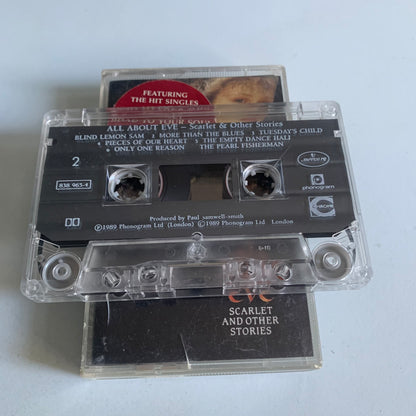 FEATURING
THE HIT SINGLES
ALL ABOUT EVE – Scarlet & Other Stories
BLIND LEMON SAM 2 MORE THAN THE BLUES 3 TUESDAY'S CHILD
4 PIECES OF OUR HEART 5 THE EMPTY DANCE HALL
6 ONLY ONE REASON THE PEARL FISHERMAN
2
838 965-4
phonogram
Produced by Paul samwell-smith
℗1989 Phonogram Ltd (London) ©1989 Phonogram Ltd London
eve
SCARLET
AND OTHER
STORIES